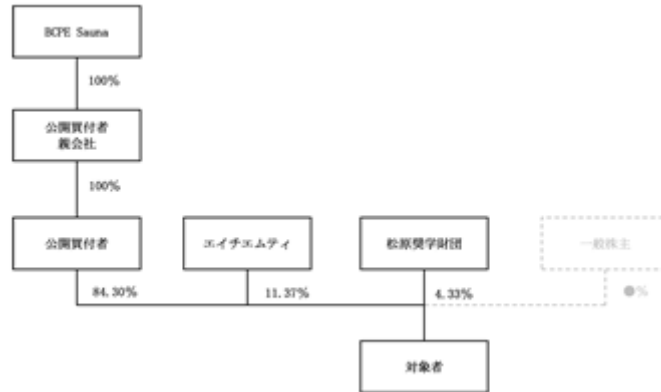 BCPE Sauna
100%
公開買付者
親会社
100%
公開買付者
エイチエムティ
松原奨学財団
一般株主
84.30%
11.37%
4.33%
●%
対象者